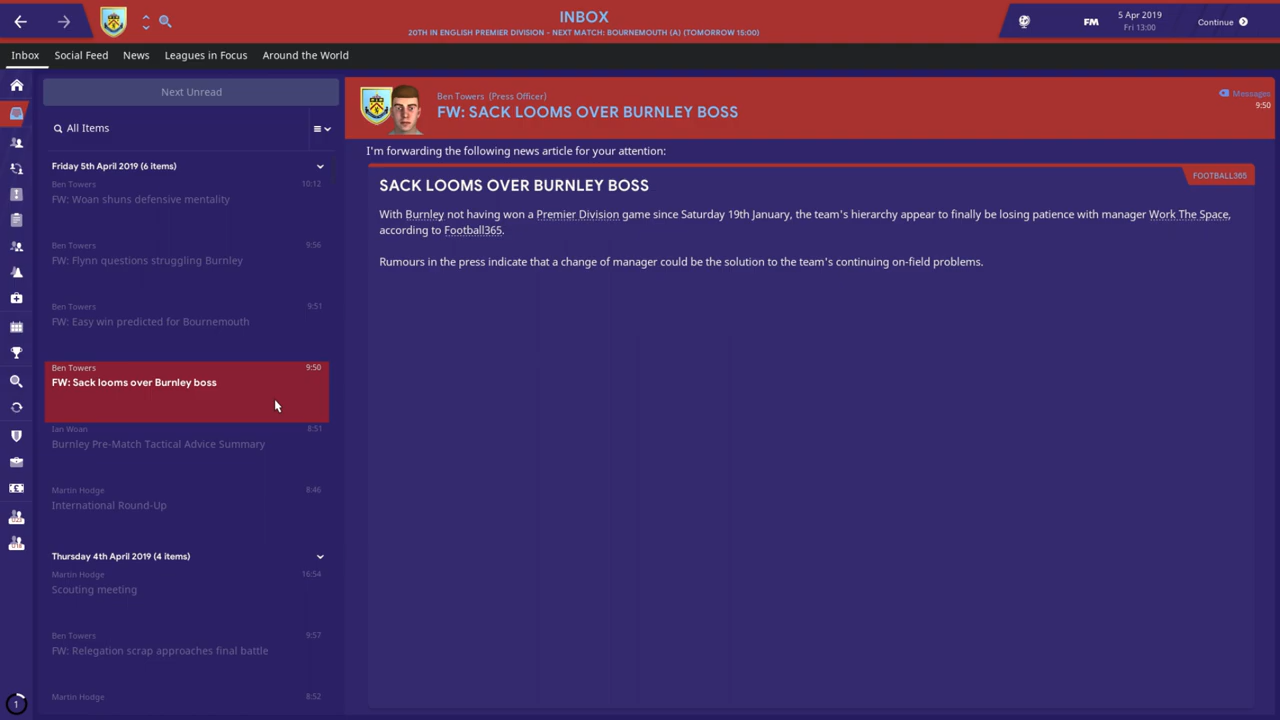 INBOX
20TH IN ENGLISH PREMIER DIVISION - NEXT MATCH: BOURNEMOUTH (A) (TOMORROW 15:00)
FM
5 Apr 2019
Fri 13:00
Continue
Inbox Social Feed News Leagues in Focus Around the World
Next Unread
All Items
Friday 5th April 2019 (6 items)
Ben Towers 10:12
FW: Woan shuns defensive mentality
Ben Towers 9:56
FW: Flynn questions struggling Burnley
Ben Towers 9:51
FW: Easy win predicted for Bournemouth
Ben Towers 9:50
FW: Sack looms over Burnley boss
Ian Woan 8:51
Burnley Pre-Match Tactical Advice Summary
Martin Hodge 8:46
International Round-Up
Thursday 4th April 2019 (4 items)
Martin Hodge 16:54
Scouting meeting
Ben Towers 9:57
FW: Relegation scrap approaches final battle
Martin Hodge 8:52
Ben Towers (Press Officer)
FW: SACK LOOMS OVER BURNLEY BOSS
Messages
9:50
I'm forwarding the following news article for your attention:
FOOTBALL365
SACK LOOMS OVER BURNLEY BOSS
With Burnley not having won a Premier Division game since Saturday 19th January, the team's hierarchy appear to finally be losing patience with manager Work The Space,
according to Football365.
Rumours in the press indicate that a change of manager could be the solution to the team's continuing on-field problems.
1